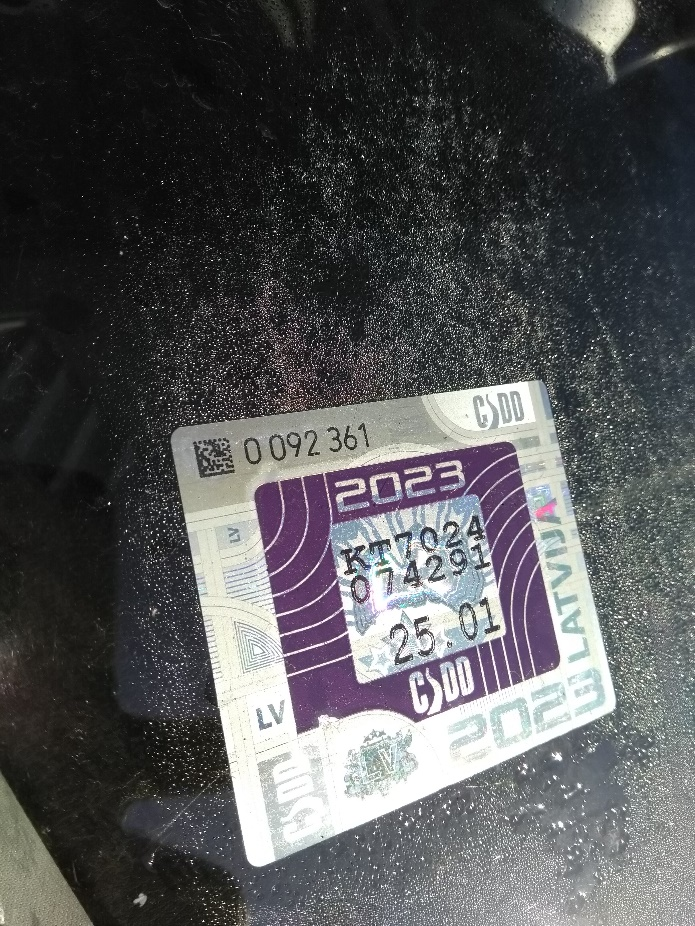 CSDD
0 092 361
2023
LV
KT7024
074291
25.01
CSDD
LV
LATVIJA
2023
CSDD
LV